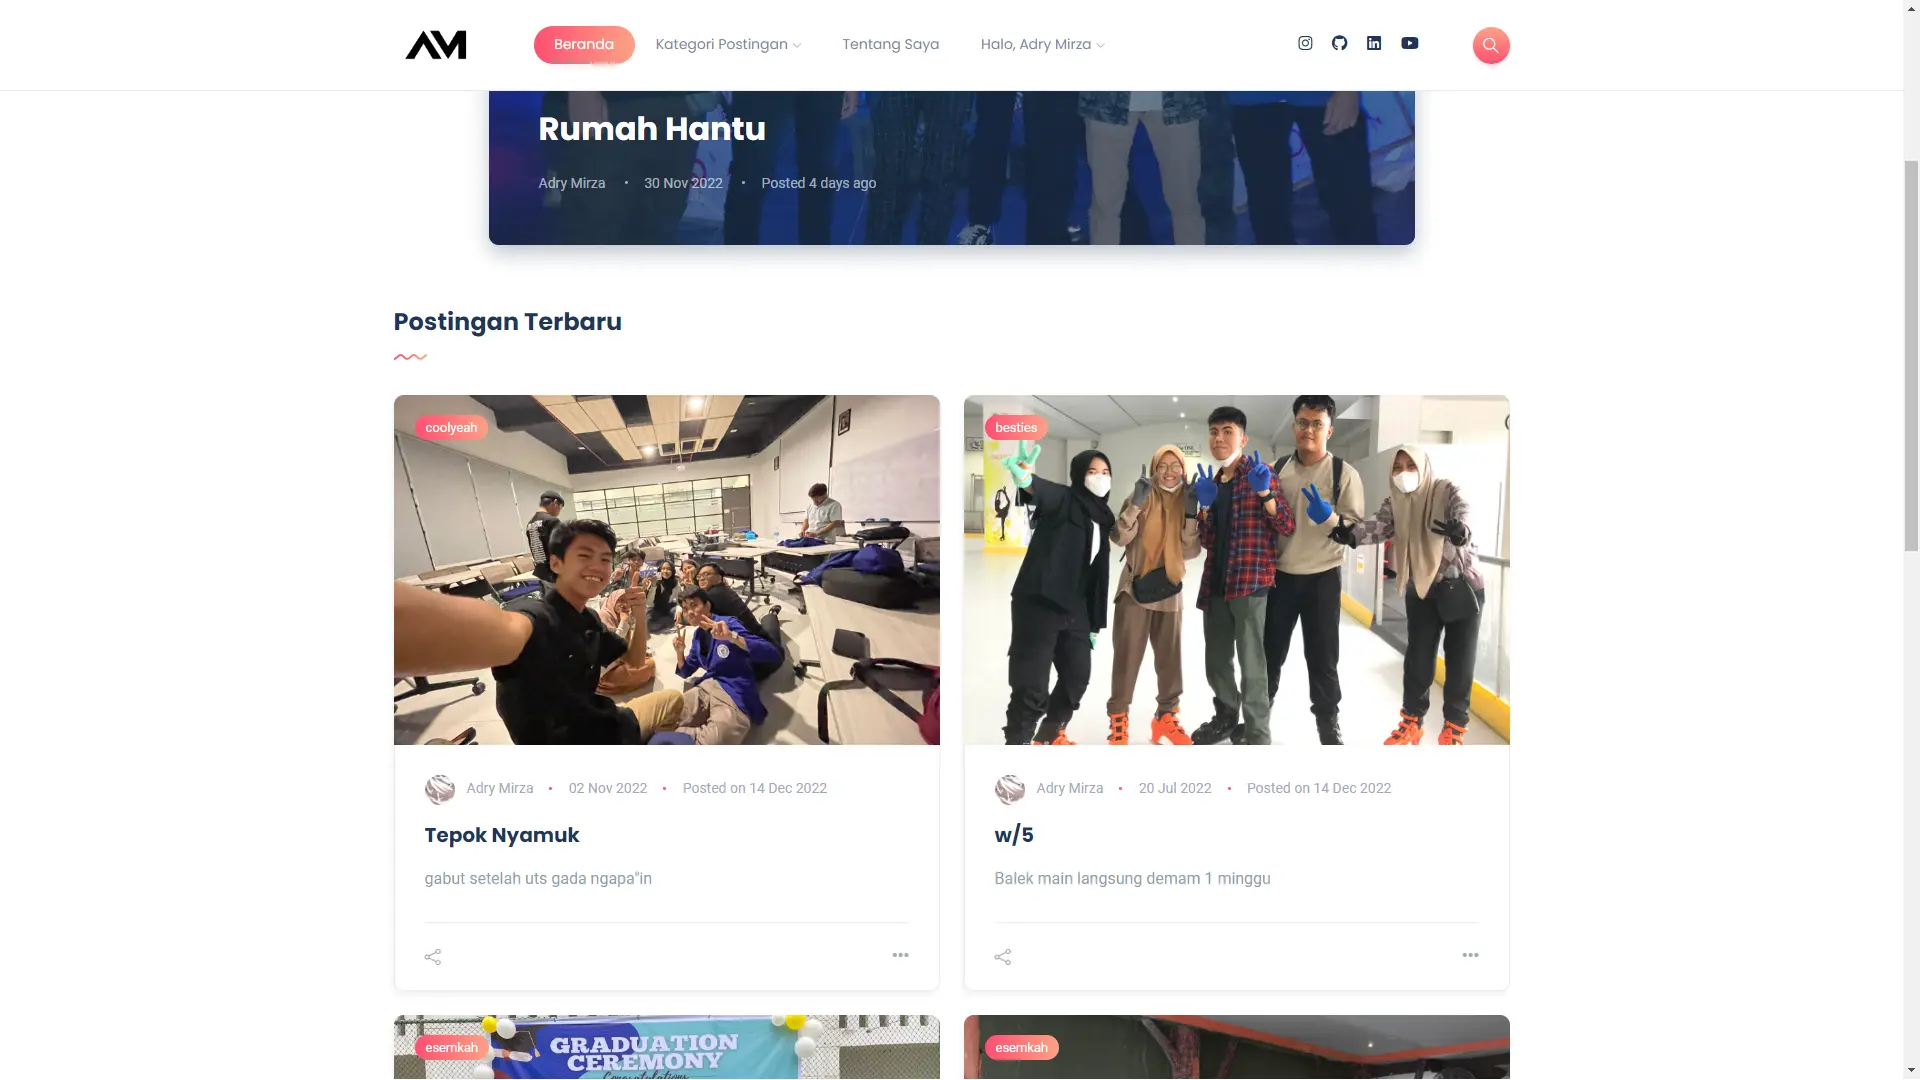 AM
Beranda
Kategori Postingan
Tentang Saya
Halo, Adry Mirza
Rumah Hantu
Adry Mirza • 30 Nov 2022 • Posted 4 days ago
Postingan Terbaru
coolyeah
besties
Adry Mirza • 02 Nov 2022 • Posted on 14 Dec 2022
Tepok Nyamuk
gabut setelah uts gada ngapa"in
Adry Mirza • 20 Jul 2022 • Posted on 14 Dec 2022
w/5
Balek main langsung demam 1 minggu
esemkah
GRADUATION
CEREMONY
Congratulations
esemkah